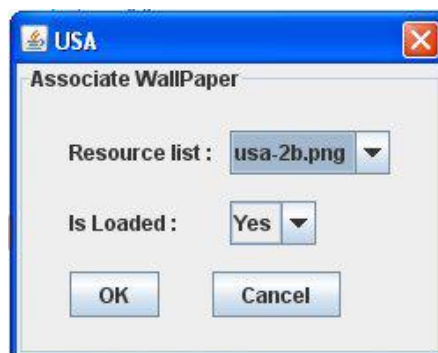 USA
Associate WallPaper
Resource list : usa-2b.png
Is Loaded : Yes
OK Cancel